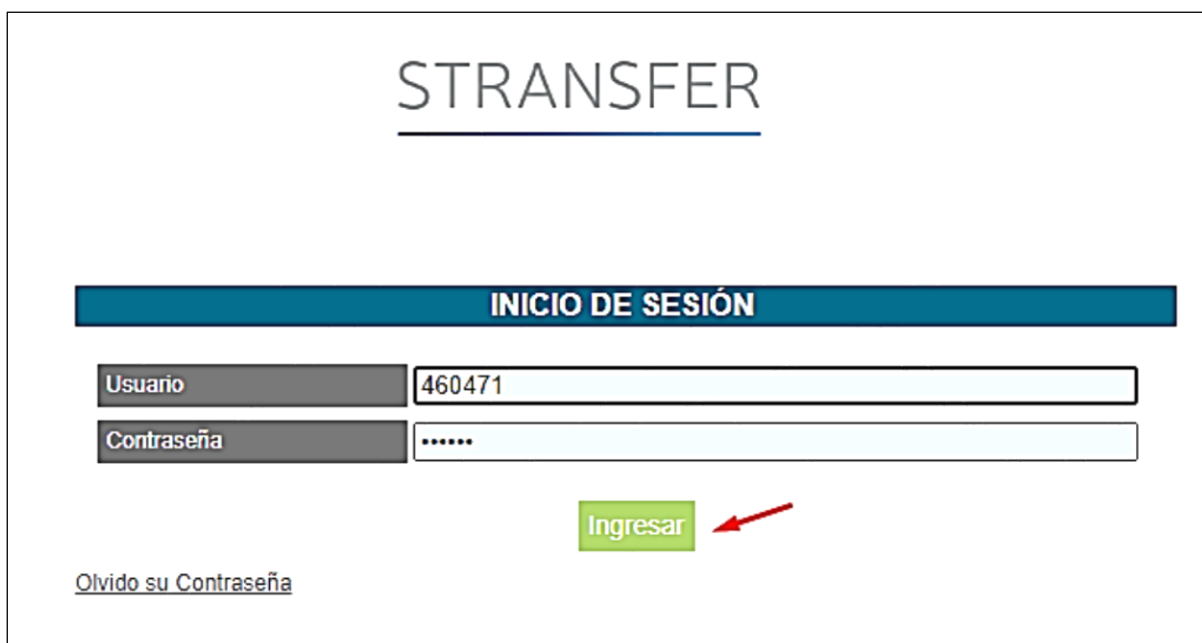 STRANSFER
INICIO DE SESIÓN
Usuario 460471
Contraseña ••••••
Ingresar
Olvido su Contraseña